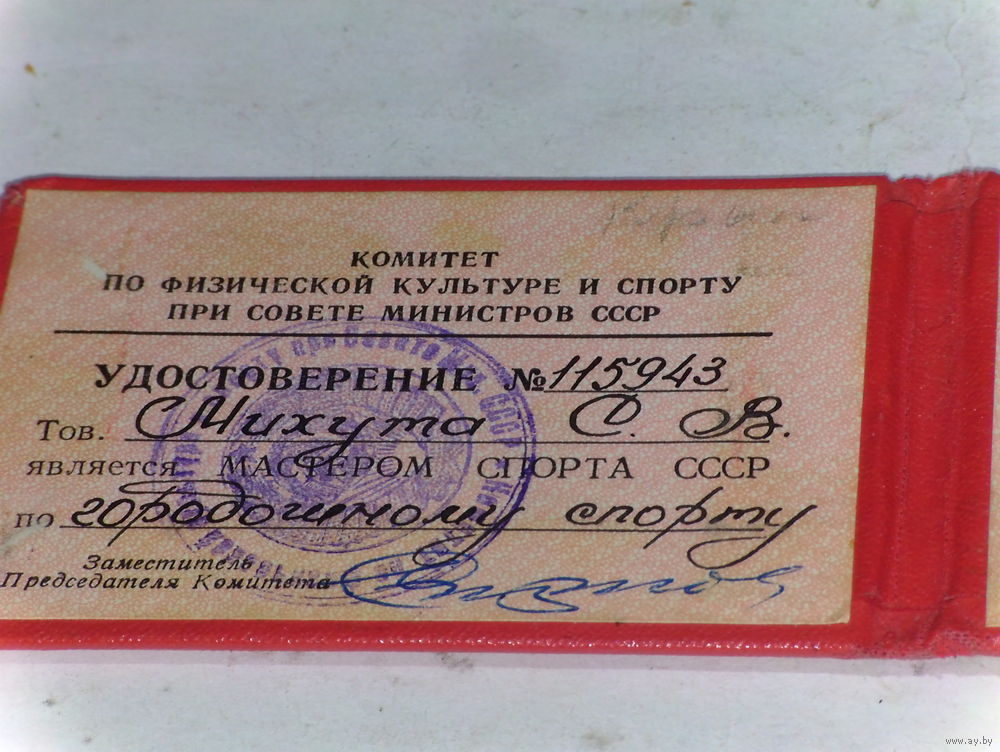 КОМИТЕТ
ПО ФИЗИЧЕСКОЙ КУЛЬТУРЕ И СПОРТУ
ПРИ СОВЕТЕ МИНИСТРОВ СССР
УДОСТОВЕРЕНИЕ №115943
Тов. Михута С. В.
является МАСТЕРОМ СПОРТА СССР
по городошному спорту
Заместитель
Председателя Комитета
www.ay.by